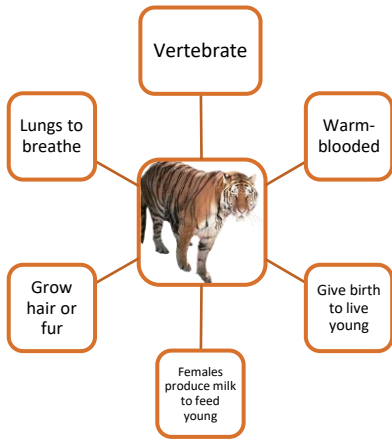 Vertebrate
Lungs to
breathe
Warm-
blooded
Grow
hair or
fur
Give birth
to live
young
Females
produce milk
to feed
young